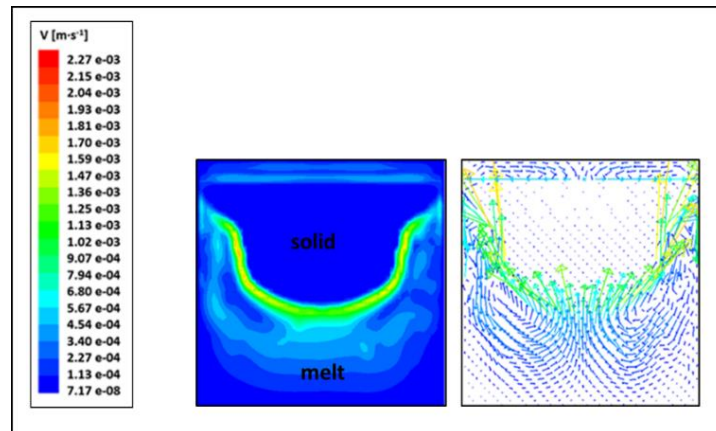 V [m·s⁻¹]
2.27 e-03
2.15 e-03
2.04 e-03
1.93 e-03
1.81 e-03
1.70 e-03
1.59 e-03
1.47 e-03
1.36 e-03
1.25 e-03
1.13 e-03
1.02 e-03
9.07 e-04
7.94 e-04
6.80 e-04
5.67 e-04
4.54 e-04
3.40 e-04
2.27 e-04
1.13 e-04
7.17 e-08
solid
melt